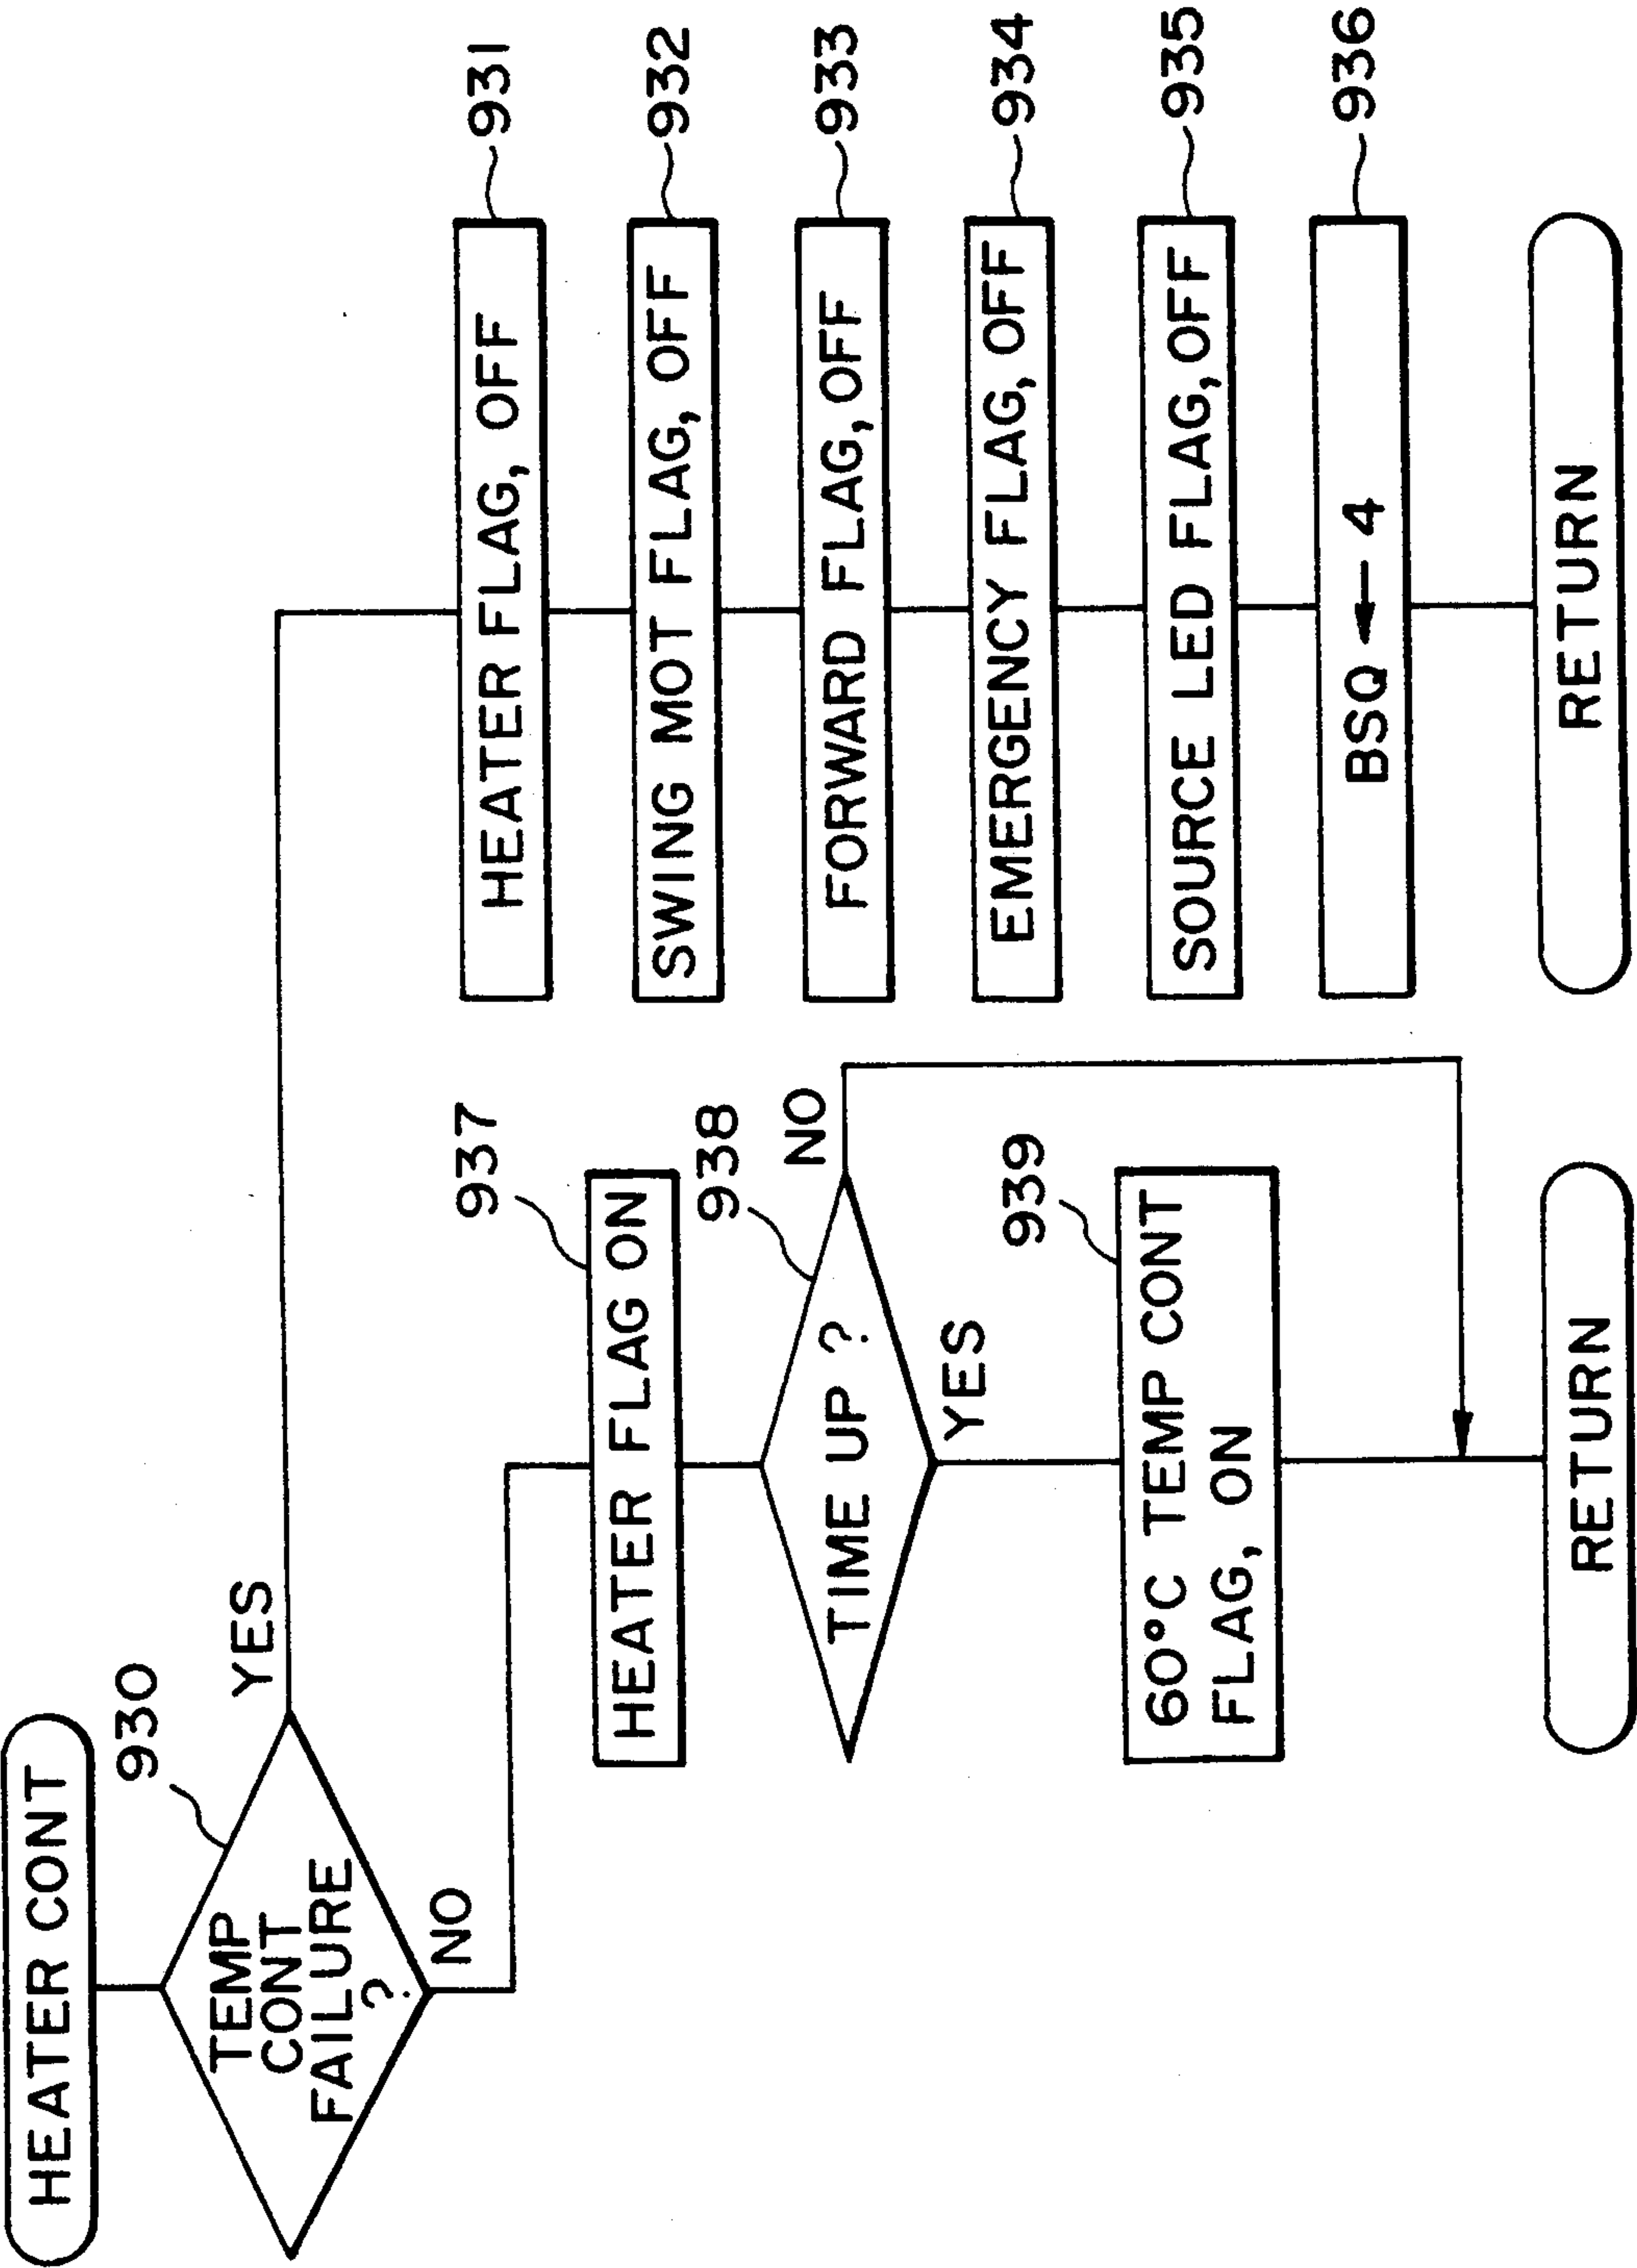 HEATER CONT
930
TEMP
CONT
FAILURE
?
YES
NO
HEATER FLAG, OFF
931
SWING MOT FLAG, OFF
932
FORWARD FLAG, OFF
933
EMERGENCY FLAG, OFF
934
SOURCE LED FLAG, OFF
935
BSQ ← 4
936
RETURN
937
HEATER FLAG ON
938
TIME UP ?
NO
YES
939
60°C TEMP CONT
FLAG, ON
RETURN